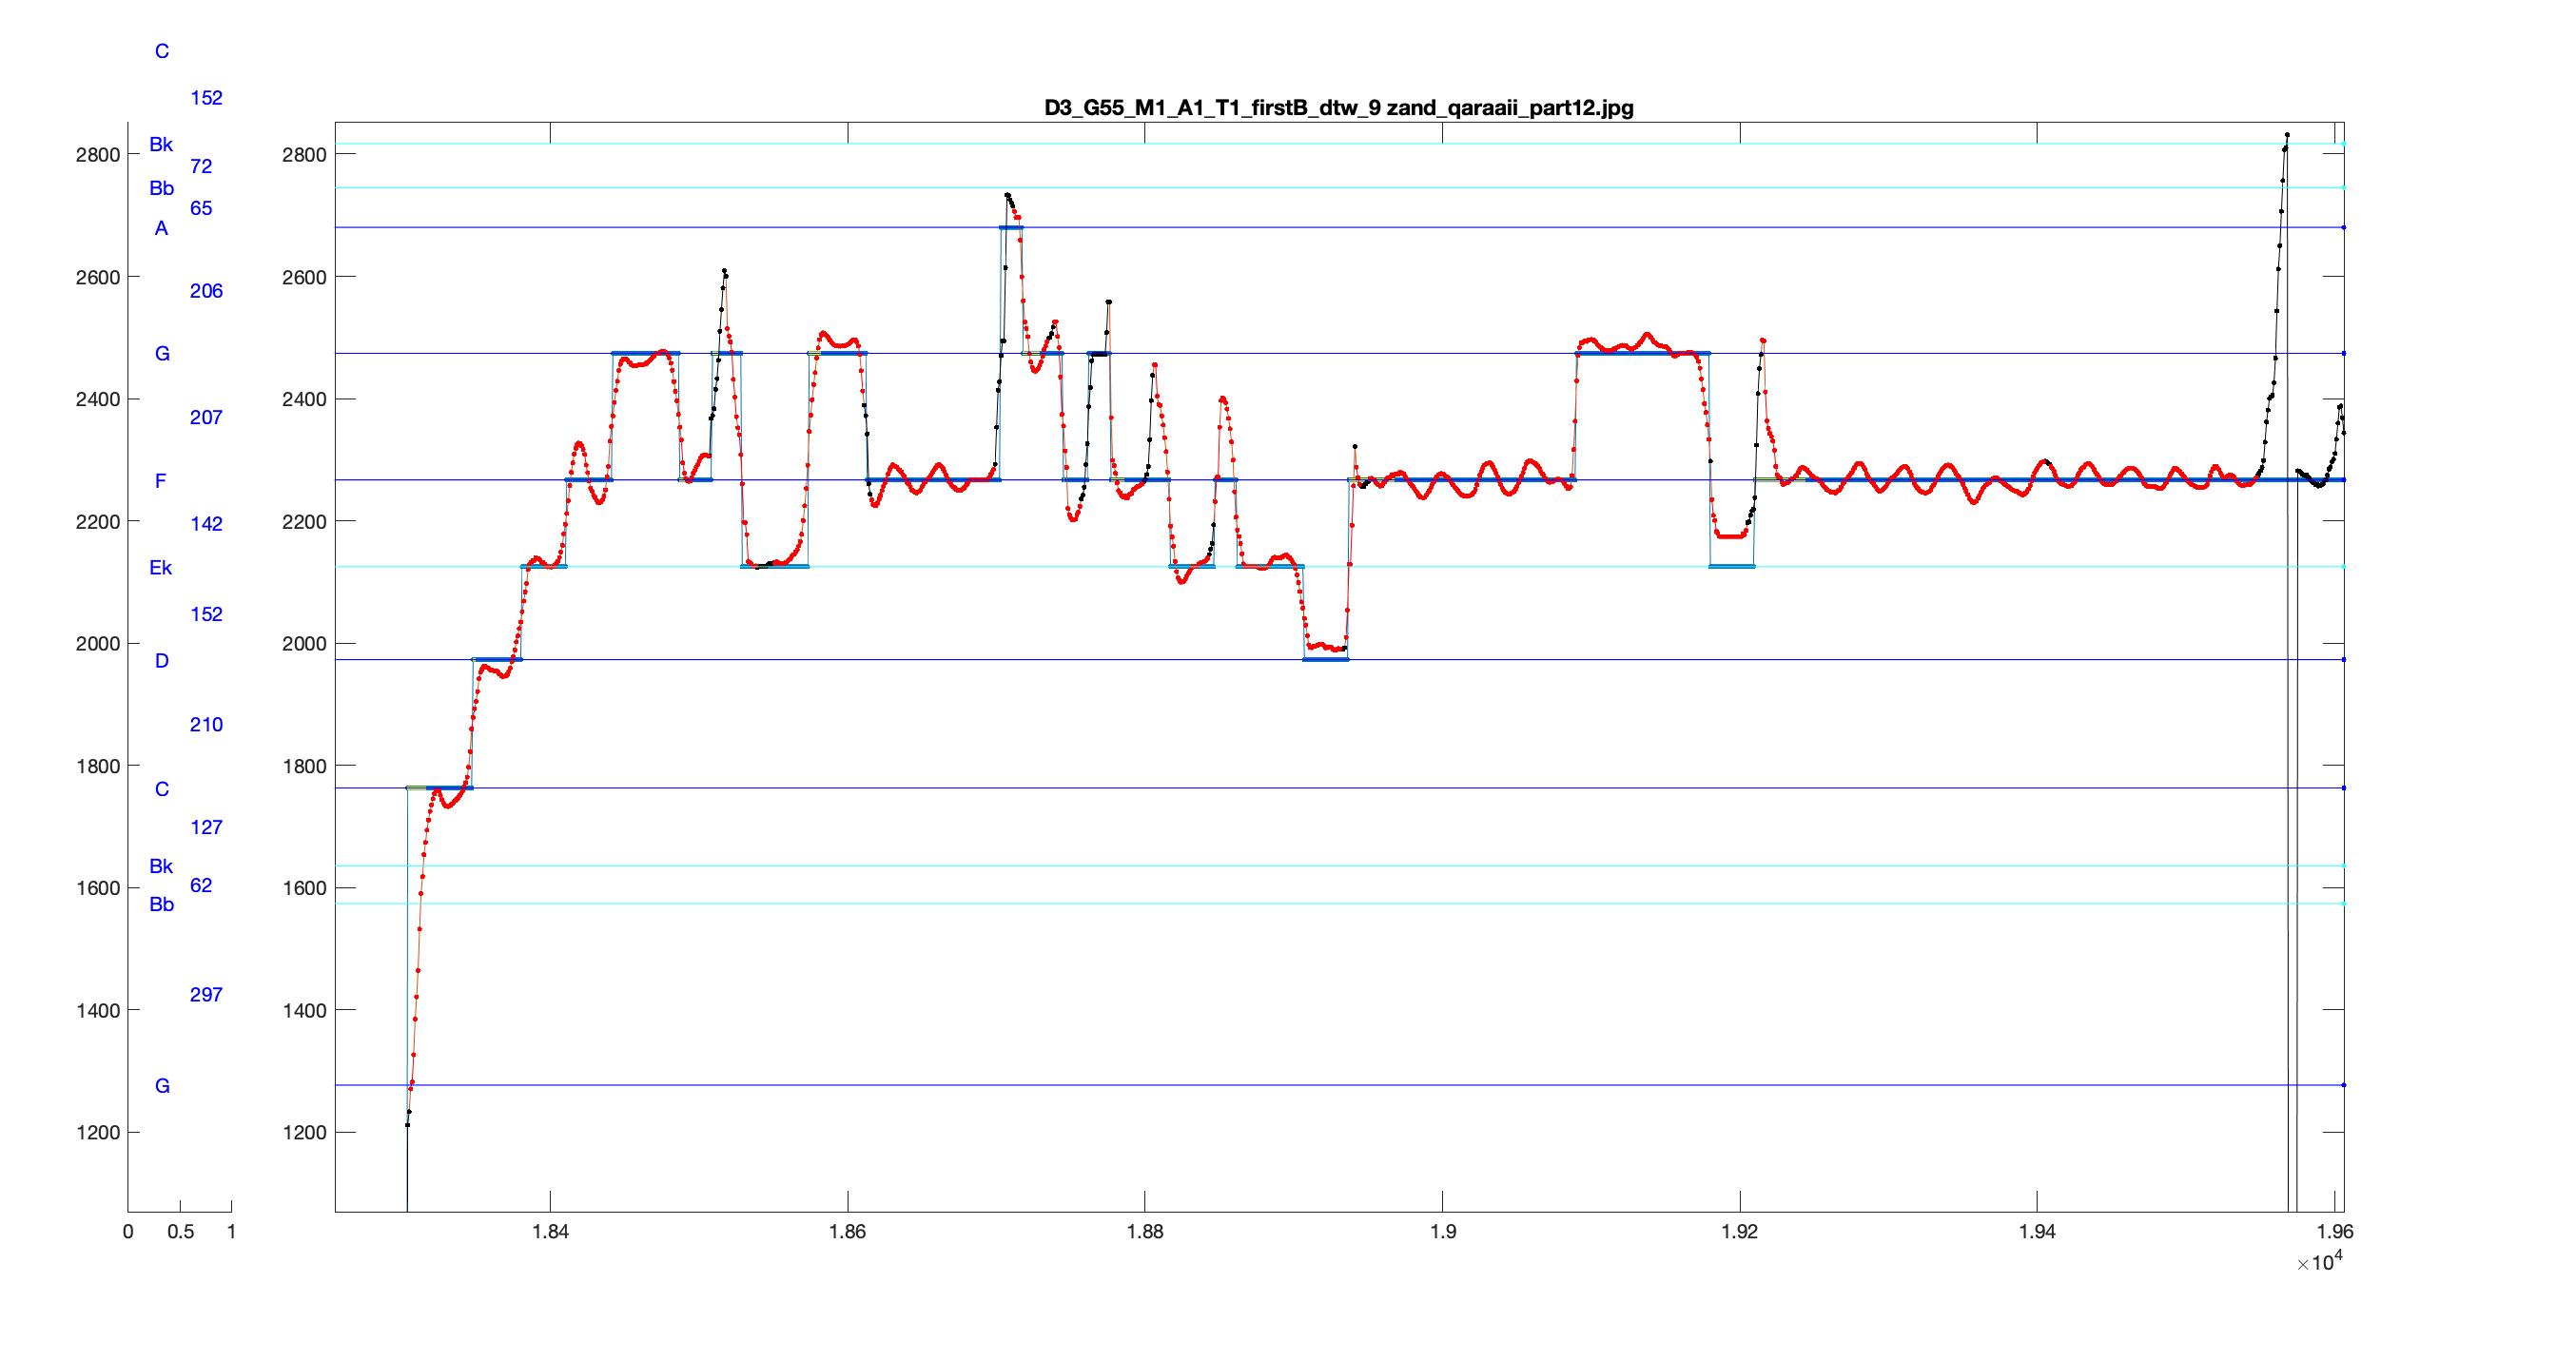 C
152
D3_G55_M1_A1_T1_firstB_dtw_9 zand_qaraaii_part12.jpg
2800 Bk 2800
72
Bb
65
A
2600 206 2600
G
2400 207 2400
F
2200 142 2200
Ek
152
2000 D 2000
210
1800 C 1800
127
Bk
1600 62 1600
Bb
1400 297 1400
G
1200 1200
0 0.5 1 1.84 1.86 1.88 1.9 1.92 1.94 1.96
×10^4